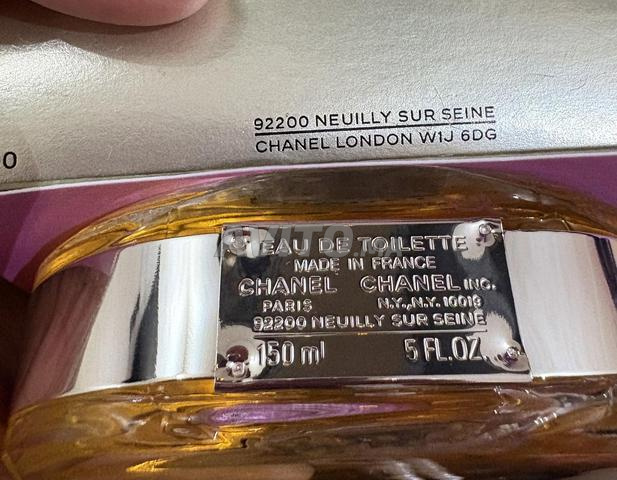 92200 NEUILLY SUR SEINE
CHANEL LONDON W1J 6DG
0
EAU DE TOILETTE
MADE IN FRANCE
CHANEL CHANEL INC.
PARIS N.Y., N.Y. 10019
92200 NEUILLY SUR SEINE
150 ml 5 FL.OZ.